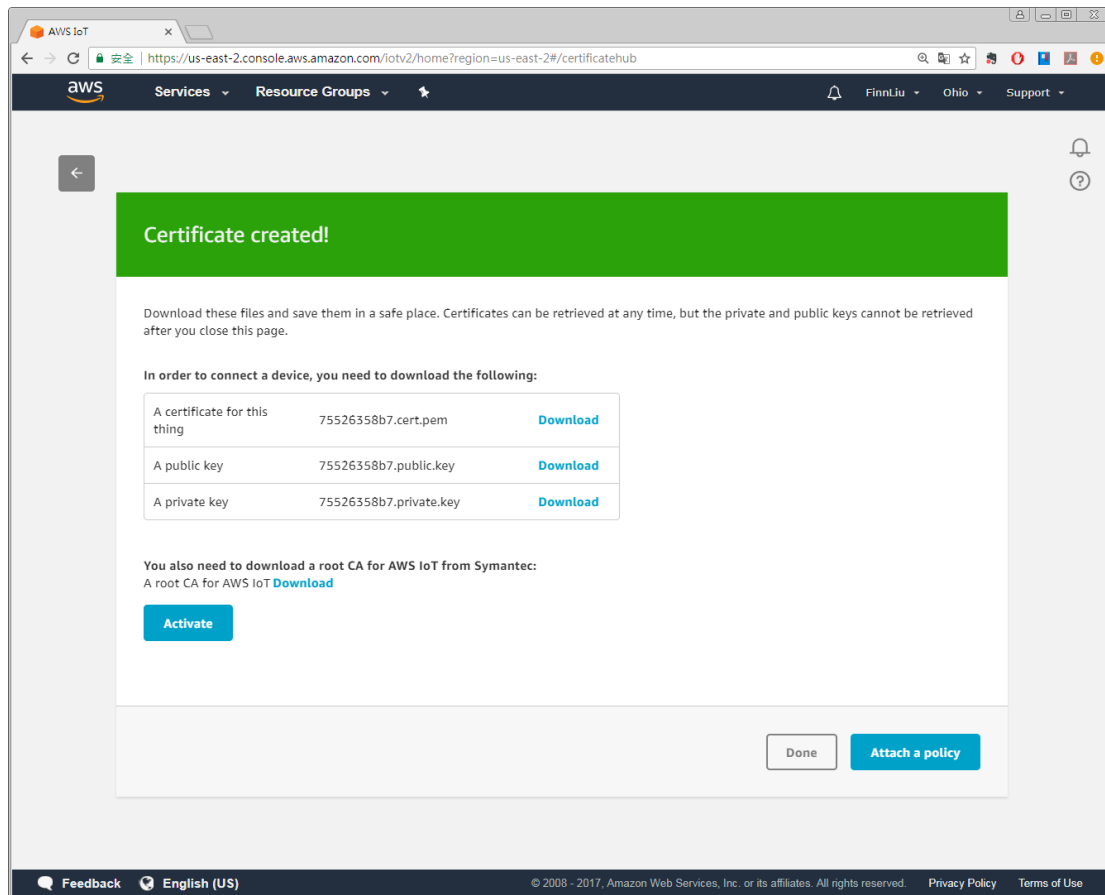 AWS IoT
安全 https://us-east-2.console.aws.amazon.com/iotv2/home?region=us-east-2#/certificatehub
aws Services Resource Groups FinnLiu Ohio Support
Certificate created!
Download these files and save them in a safe place. Certificates can be retrieved at any time, but the private and public keys cannot be retrieved
after you close this page.
In order to connect a device, you need to download the following:
A certificate for this
thing 75526358b7.cert.pem Download
A public key 75526358b7.public.key Download
A private key 75526358b7.private.key Download
You also need to download a root CA for AWS IoT from Symantec:
A root CA for AWS IoT Download
Activate
Done Attach a policy
Feedback English (US) © 2008 - 2017, Amazon Web Services, Inc. or its affiliates. All rights reserved. Privacy Policy Terms of Use